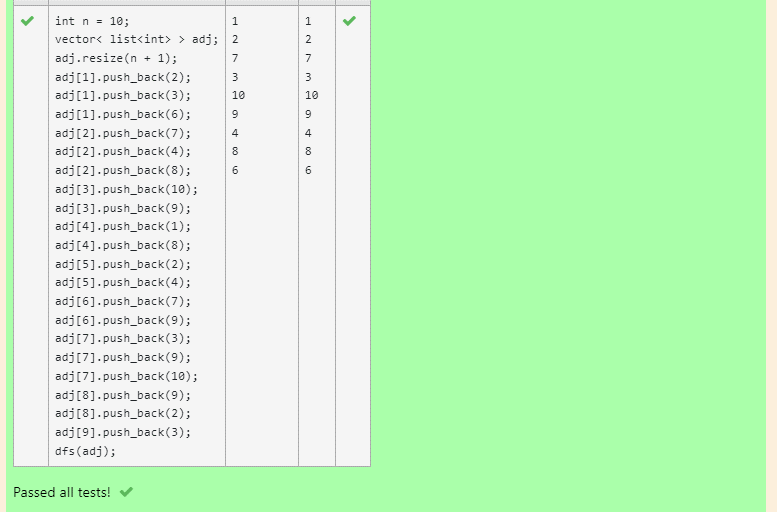 int n = 10; 1 1
vector< list<int> > adj; 2 2
adj.resize(n + 1); 7 7
adj[1].push_back(2); 3 3
adj[1].push_back(3); 10 10
adj[1].push_back(6); 9 9
adj[2].push_back(7); 4 4
adj[2].push_back(4); 8 8
adj[2].push_back(8); 6 6
adj[3].push_back(10);
adj[3].push_back(9);
adj[4].push_back(1);
adj[4].push_back(8);
adj[5].push_back(2);
adj[5].push_back(4);
adj[6].push_back(7);
adj[6].push_back(9);
adj[7].push_back(3);
adj[7].push_back(9);
adj[7].push_back(10);
adj[8].push_back(9);
adj[8].push_back(2);
adj[9].push_back(3);
dfs(adj);
Passed all tests!